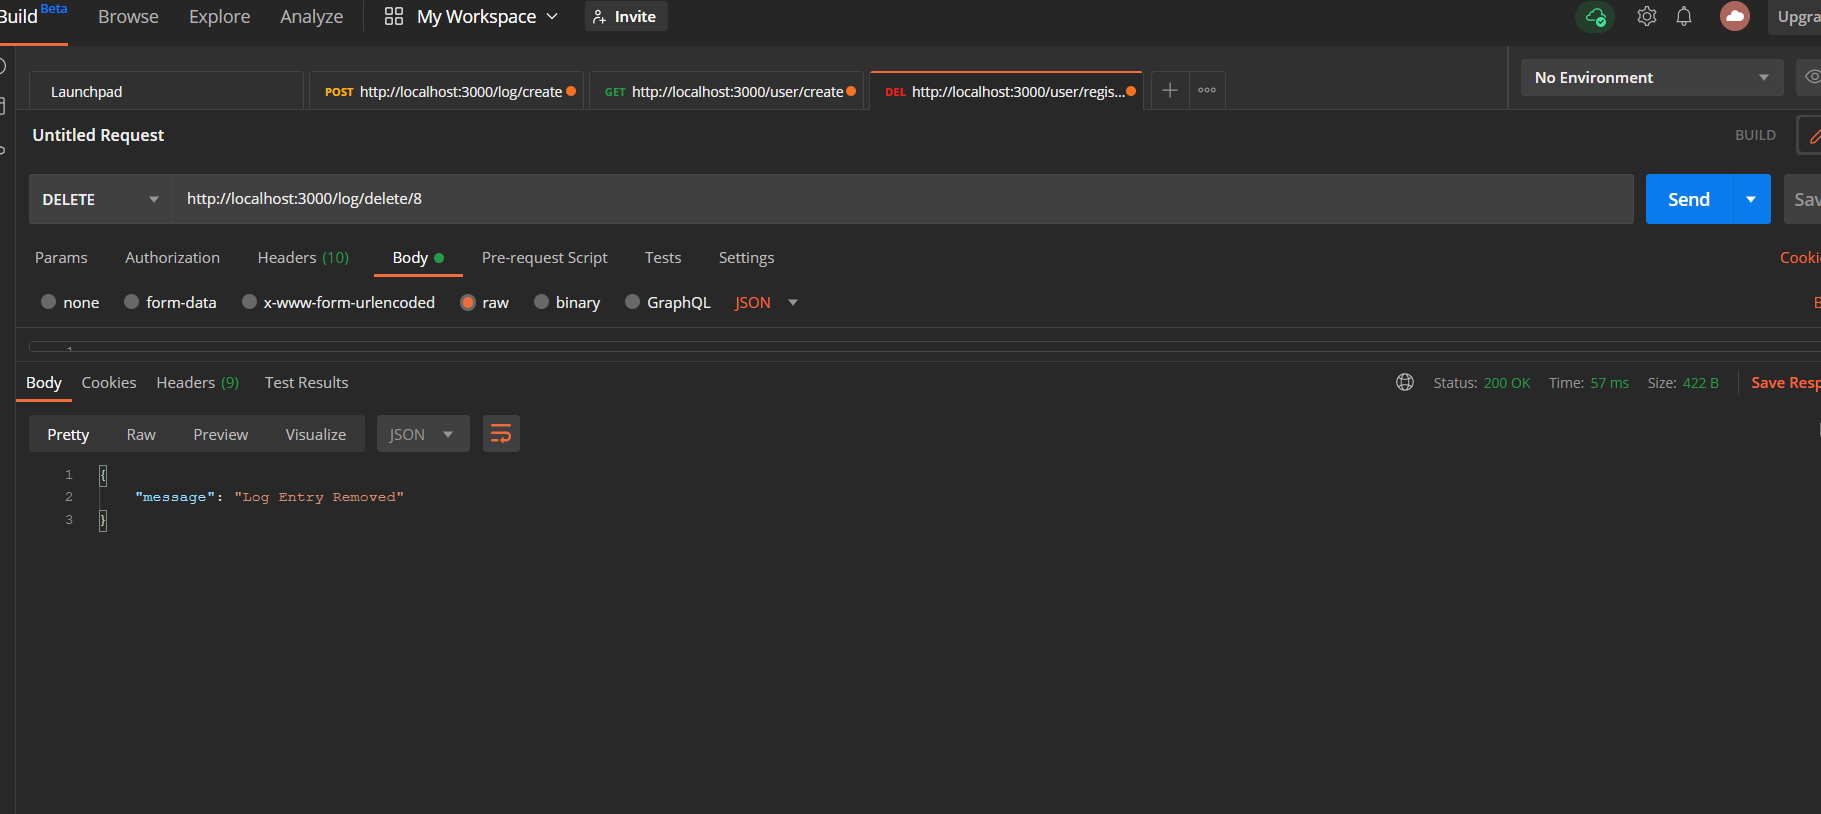 Build Beta Browse Explore Analyze My Workspace Invite Upgra
Launchpad POST http://localhost:3000/log/create GET http://localhost:3000/user/create DEL http://localhost:3000/user/regis... No Environment
Untitled Request BUILD
DELETE http://localhost:3000/log/delete/8 Send Sav
Params Authorization Headers (10) Body Pre-request Script Tests Settings Cooki
none form-data x-www-form-urlencoded raw binary GraphQL JSON B
1
Body Cookies Headers (9) Test Results Status: 200 OK Time: 57 ms Size: 422 B Save Resp
Pretty Raw Preview Visualize JSON
1 {
2 "message": "Log Entry Removed"
3 }